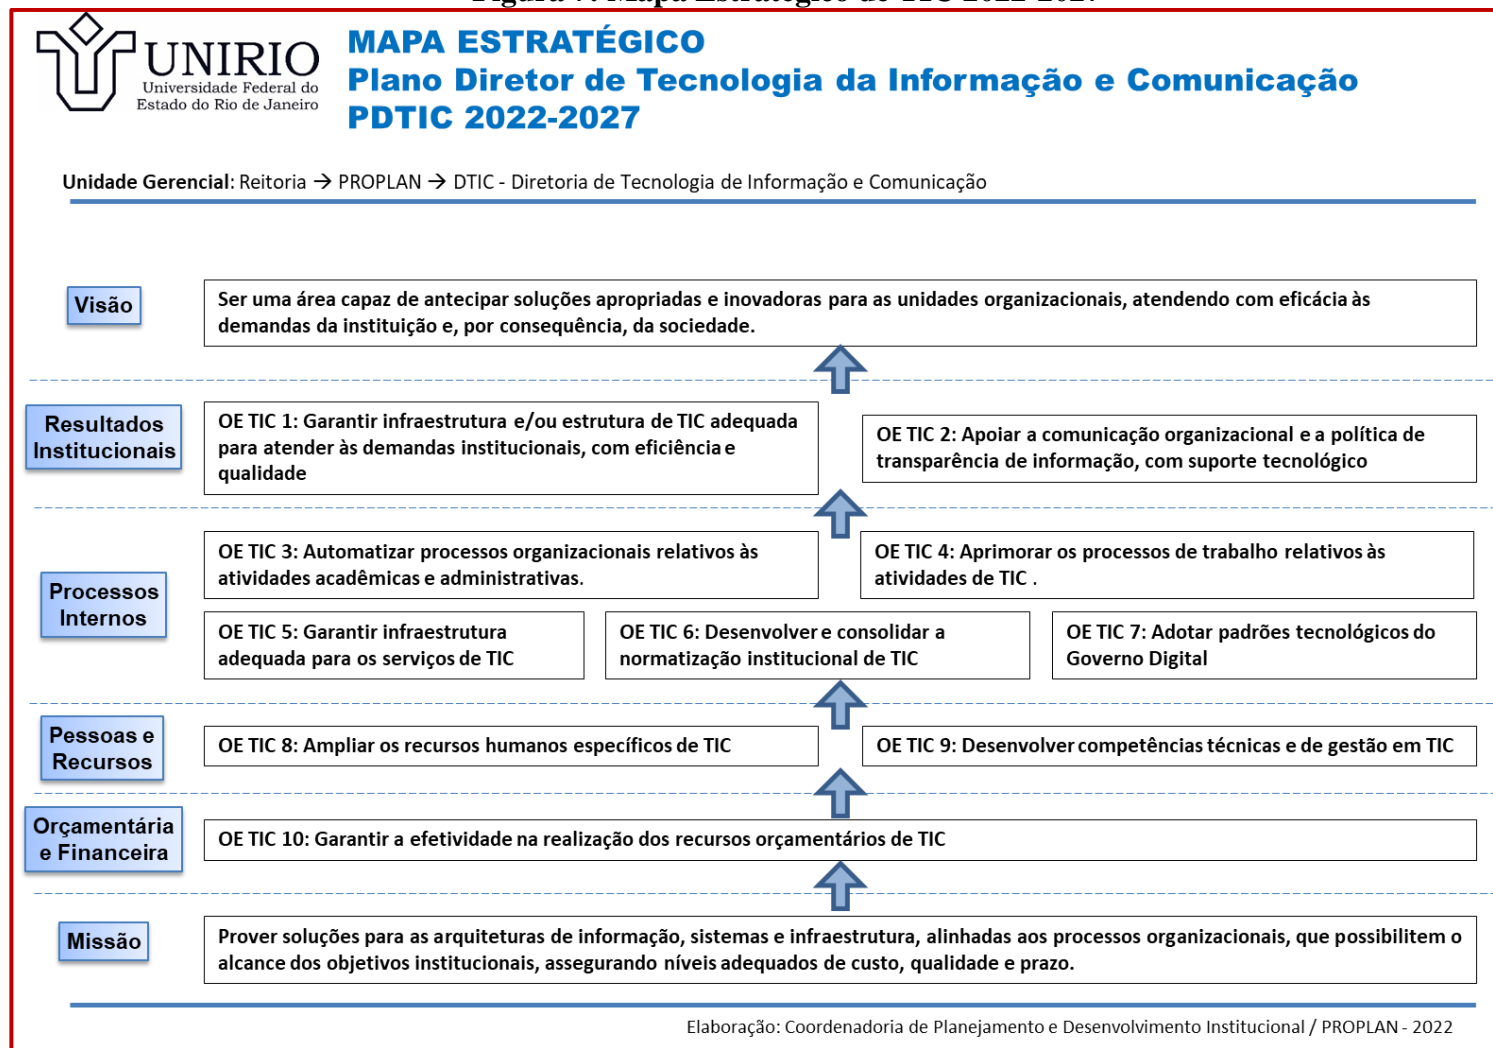 Figura 7: Mapa Estratégico de TIC 2022-2027
UNIRIO
Universidade Federal do
Estado do Rio de Janeiro
MAPA ESTRATÉGICO
Plano Diretor de Tecnologia da Informação e Comunicação
PDTIC 2022-2027
Unidade Gerencial: Reitoria → PROPLAN → DTIC - Diretoria de Tecnologia de Informação e Comunicação
Visão
Ser uma área capaz de antecipar soluções apropriadas e inovadoras para as unidades organizacionais, atendendo com eficácia às
demandas da instituição e, por consequência, da sociedade.
Resultados
Institucionais
OE TIC 1: Garantir infraestrutura e/ou estrutura de TIC adequada
para atender às demandas institucionais, com eficiência e
qualidade
OE TIC 2: Apoiar a comunicação organizacional e a política de
transparência de informação, com suporte tecnológico
Processos
Internos
OE TIC 3: Automatizar processos organizacionais relativos às
atividades acadêmicas e administrativas.
OE TIC 4: Aprimorar os processos de trabalho relativos às
atividades de TIC .
OE TIC 5: Garantir infraestrutura
adequada para os serviços de TIC
OE TIC 6: Desenvolver e consolidar a
normatização institucional de TIC
OE TIC 7: Adotar padrões tecnológicos do
Governo Digital
Pessoas e
Recursos
OE TIC 8: Ampliar os recursos humanos específicos de TIC
OE TIC 9: Desenvolver competências técnicas e de gestão em TIC
Orçamentária
e Financeira
OE TIC 10: Garantir a efetividade na realização dos recursos orçamentários de TIC
Missão
Prover soluções para as arquiteturas de informação, sistemas e infraestrutura, alinhadas aos processos organizacionais, que possibilitem o
alcance dos objetivos institucionais, assegurando níveis adequados de custo, qualidade e prazo.
Elaboração: Coordenadoria de Planejamento e Desenvolvimento Institucional / PROPLAN - 2022